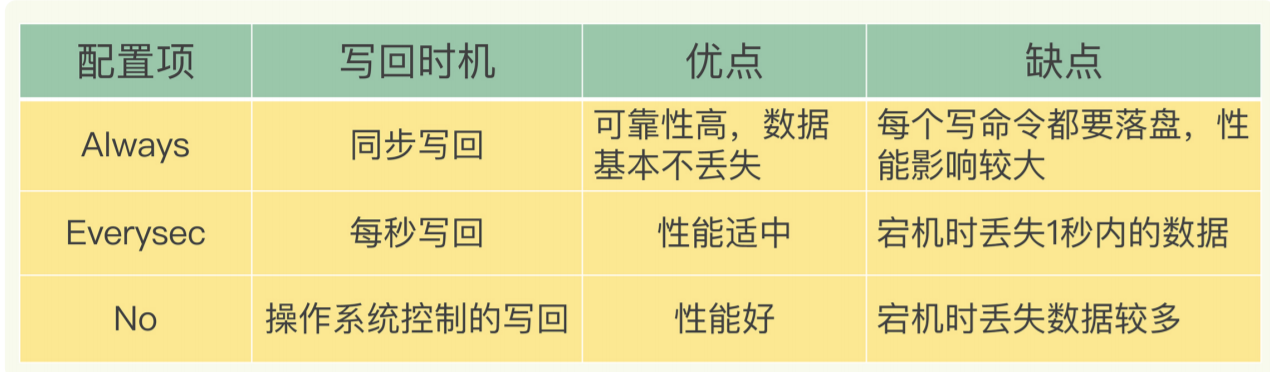 配置项 写回时机 优点 缺点
Always 同步写回 可靠性高，数据基本不丢失 每个写命令都要落盘，性能影响较大
Everysec 每秒写回 性能适中 宕机时丢失1秒内的数据
No 操作系统控制的写回 性能好 宕机时丢失数据较多